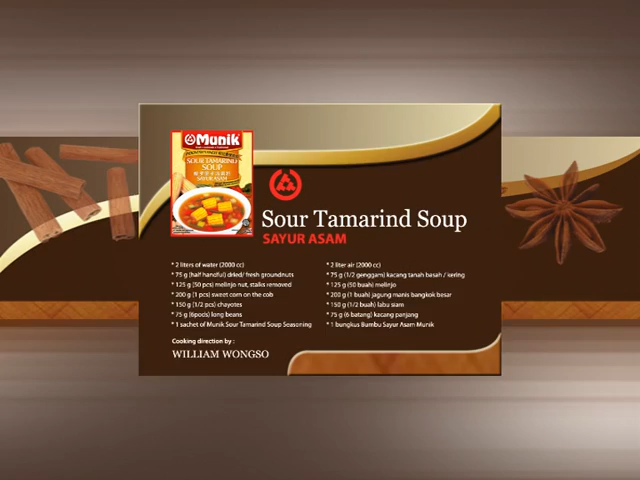 Munik
SOUR TAMARIND
SOUP
SAYUR ASAM
Sour Tamarind Soup
SAYUR ASAM
* 2 liters of water (2000 cc)
* 75 g (half handful) dried/ fresh groundnuts
* 125 g (50 pcs) melinjo nut, stalks removed
* 200 g (1 pcs) sweet corn on the cob
* 150 g (1/2 pcs) chayotes
* 75 g (6pcs) long beans
* 1 sachet of Munik Sour Tamarind Soup Seasoning
* 2 liter air (2000 cc)
* 75 g (1/2 genggam) kacang tanah basah / kering
* 125 g (50 buah) melinjo
* 200 g (1 buah) jagung manis bangkok besar
* 150 g (1/2 buah) labu siam
* 75 g (6 batang) kacang panjang
* 1 bungkus Bumbu Sayur Asam Munik
Cooking direction by :
WILLIAM WONGSO